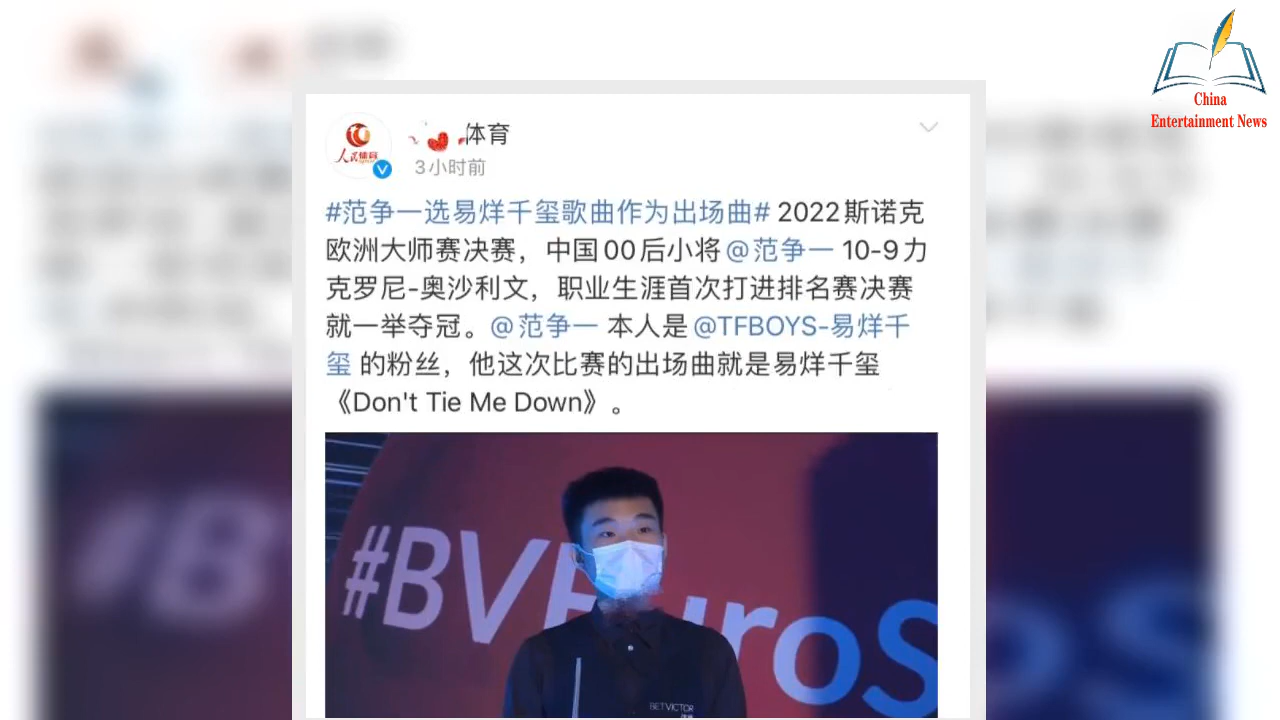 China
Entertainment News
人民体育
体育
3小时前
#范争一选易烊千玺歌曲作为出场曲# 2022斯诺克
欧洲大师赛决赛，中国00后小将@范争一 10-9力
克罗尼-奥沙利文，职业生涯首次打进排名赛决赛
就一举夺冠。@范争一 本人是@TFBOYS-易烊千
玺 的粉丝，他这次比赛的出场曲就是易烊千玺
《Don't Tie Me Down》。
#BVEuroS
BETVICTOR